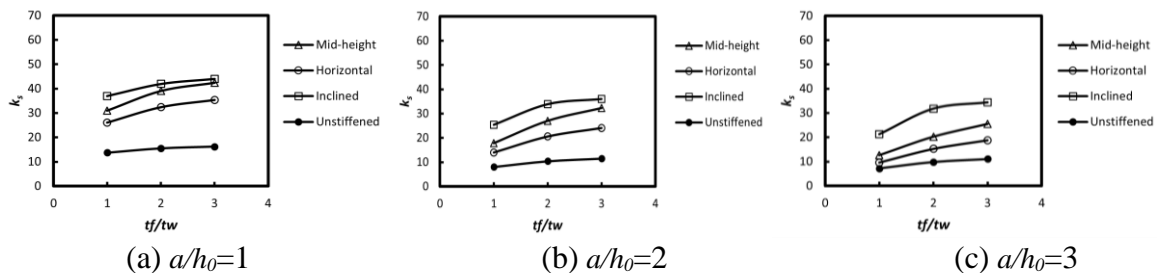 70
60
50
40
30
20
10
0
k_s
0 1 2 3 4
tf/tw
Mid-height
Horizontal
Inclined
Unstiffened
(a) a/h_0=1
70
60
50
40
30
20
10
0
k_s
0 1 2 3 4
tf/tw
Mid-height
Horizontal
Inclined
Unstiffened
(b) a/h_0=2
70
60
50
40
30
20
10
0
k_s
0 1 2 3 4
tf/tw
Mid-height
Horizontal
Inclined
Unstiffened
(c) a/h_0=3